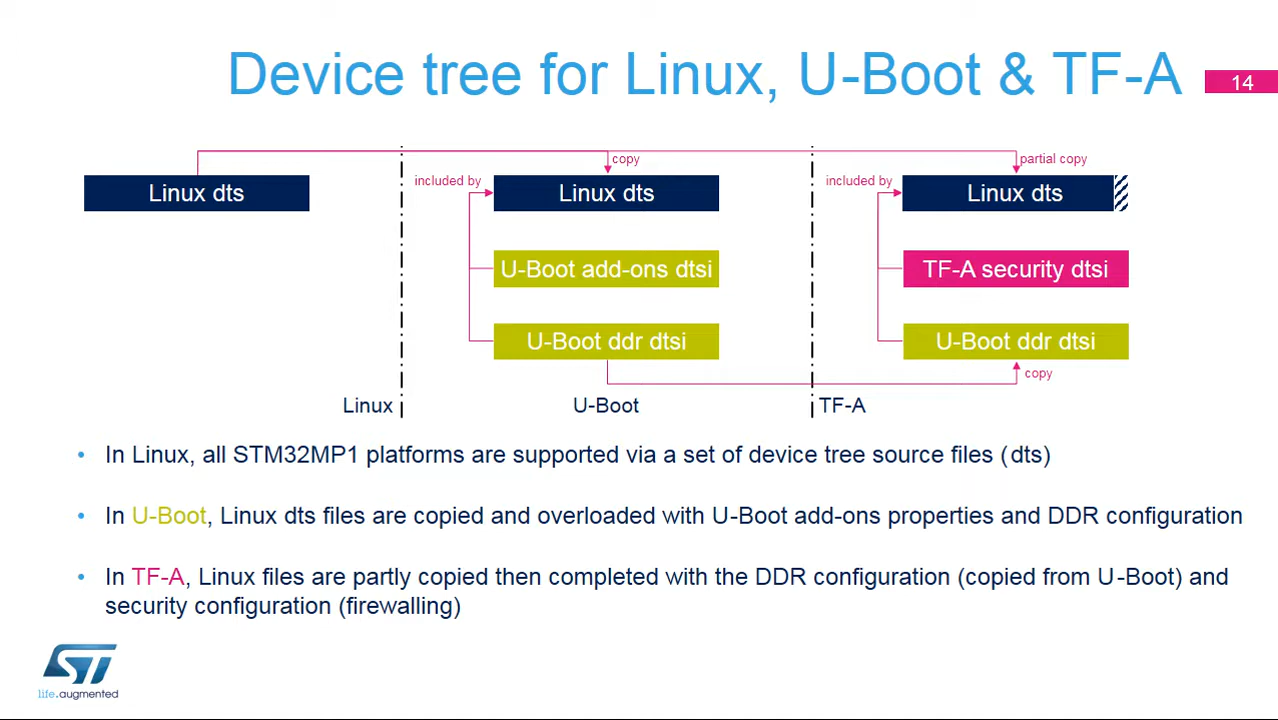 Device tree for Linux, U-Boot & TF-A
14
copy
partial copy
included by
included by
Linux dts
Linux dts
Linux dts
U-Boot add-ons dtsi
TF-A security dtsi
U-Boot ddr dtsi
U-Boot ddr dtsi
copy
Linux
U-Boot
TF-A
• In Linux, all STM32MP1 platforms are supported via a set of device tree source files (dts)
• In U-Boot, Linux dts files are copied and overloaded with U-Boot add-ons properties and DDR configuration
• In TF-A, Linux files are partly copied then completed with the DDR configuration (copied from U-Boot) and
security configuration (firewalling)
ST
life.augmented